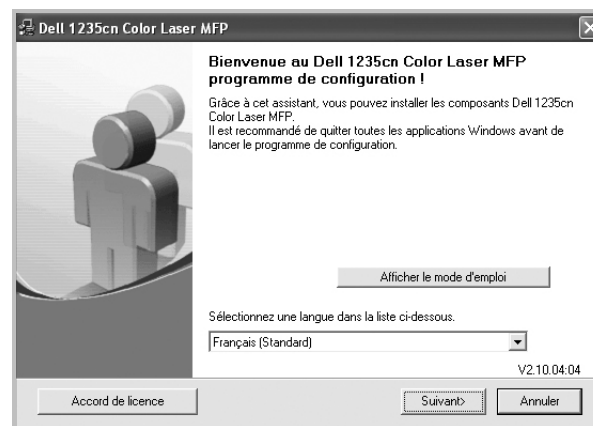 Dell 1235cn Color Laser MFP
Bienvenue au Dell 1235cn Color Laser MFP
programme de configuration !
Grâce à cet assistant, vous pouvez installer les composants Dell 1235cn
Color Laser MFP.
Il est recommandé de quitter toutes les applications Windows avant de
lancer le programme de configuration.
Afficher le mode d'emploi
Sélectionnez une langue dans la liste ci-dessous.
Français (Standard)
V2.10.04:04
Accord de licence
Suivant>
Annuler